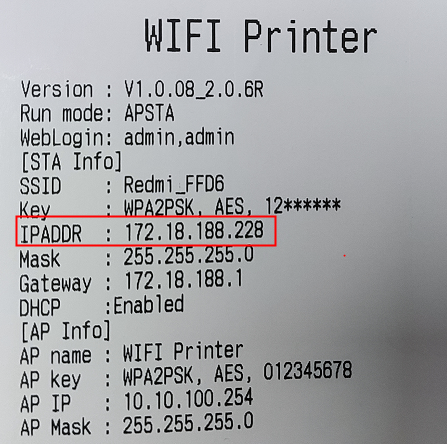 WIFI Printer
Version : V1.0.08_2.0.6R
Run mode: APSTA
WebLogin: admin,admin
[STA Info]
SSID : Redmi_FFD6
Key : WPA2PSK, AES, 12******
IPADDR : 172.18.188.228
Mask : 255.255.255.0
Gateway : 172.18.188.1
DHCP :Enabled
[AP Info]
AP name : WIFI Printer
AP key : WPA2PSK, AES, 012345678
AP IP : 10.10.100.254
AP Mask : 255.255.255.0